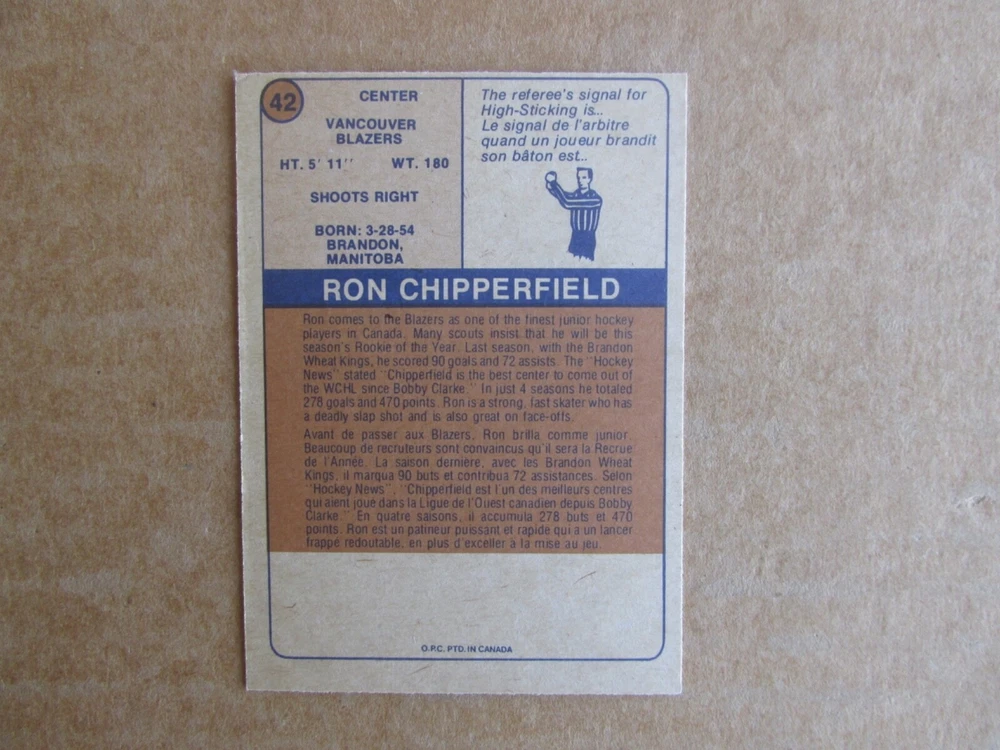 42
CENTER
VANCOUVER
BLAZERS
HT. 5' 11'' WT. 180
SHOOTS RIGHT
BORN: 3-28-54
BRANDON,
MANITOBA
The referee's signal for
High-Sticking is...
Le signal de l'arbitre
quand un joueur brandit
son bâton est...
RON CHIPPERFIELD
Ron comes to the Blazers as one of the finest junior hockey
players in Canada. Many scouts insist that he will be this
season's Rookie of the Year. Last season, with the Brandon
Wheat Kings, he scored 90 goals and 72 assists. The "Hockey
News" stated "Chipperfield is the best center to come out of
the WCHL since Bobby Clarke." In just 4 seasons he totaled
278 goals and 470 points. Ron is a strong, fast skater who has
a deadly slap shot and is also great on face-offs.
Avant de passer aux Blazers, Ron brilla comme junior.
Beaucoup de recruteurs sont convaincus qu'il sera la Recrue
de l'Année. La saison dernière, avec les Brandon Wheat
Kings, il marqua 90 buts et contribua 72 assistances. Selon
"Hockey News", "Chipperfield est l'un des meilleurs centres
qui aient joué dans la Ligue de l'Ouest canadien depuis Bobby
Clarke." En quatre saisons, il accumula 278 buts et 470
points. Ron est un patineur puissant et rapide qui a un lancer
frappé redoutable, en plus d'exceller à la mise au jeu.
O.P.C. PTD. IN CANADA